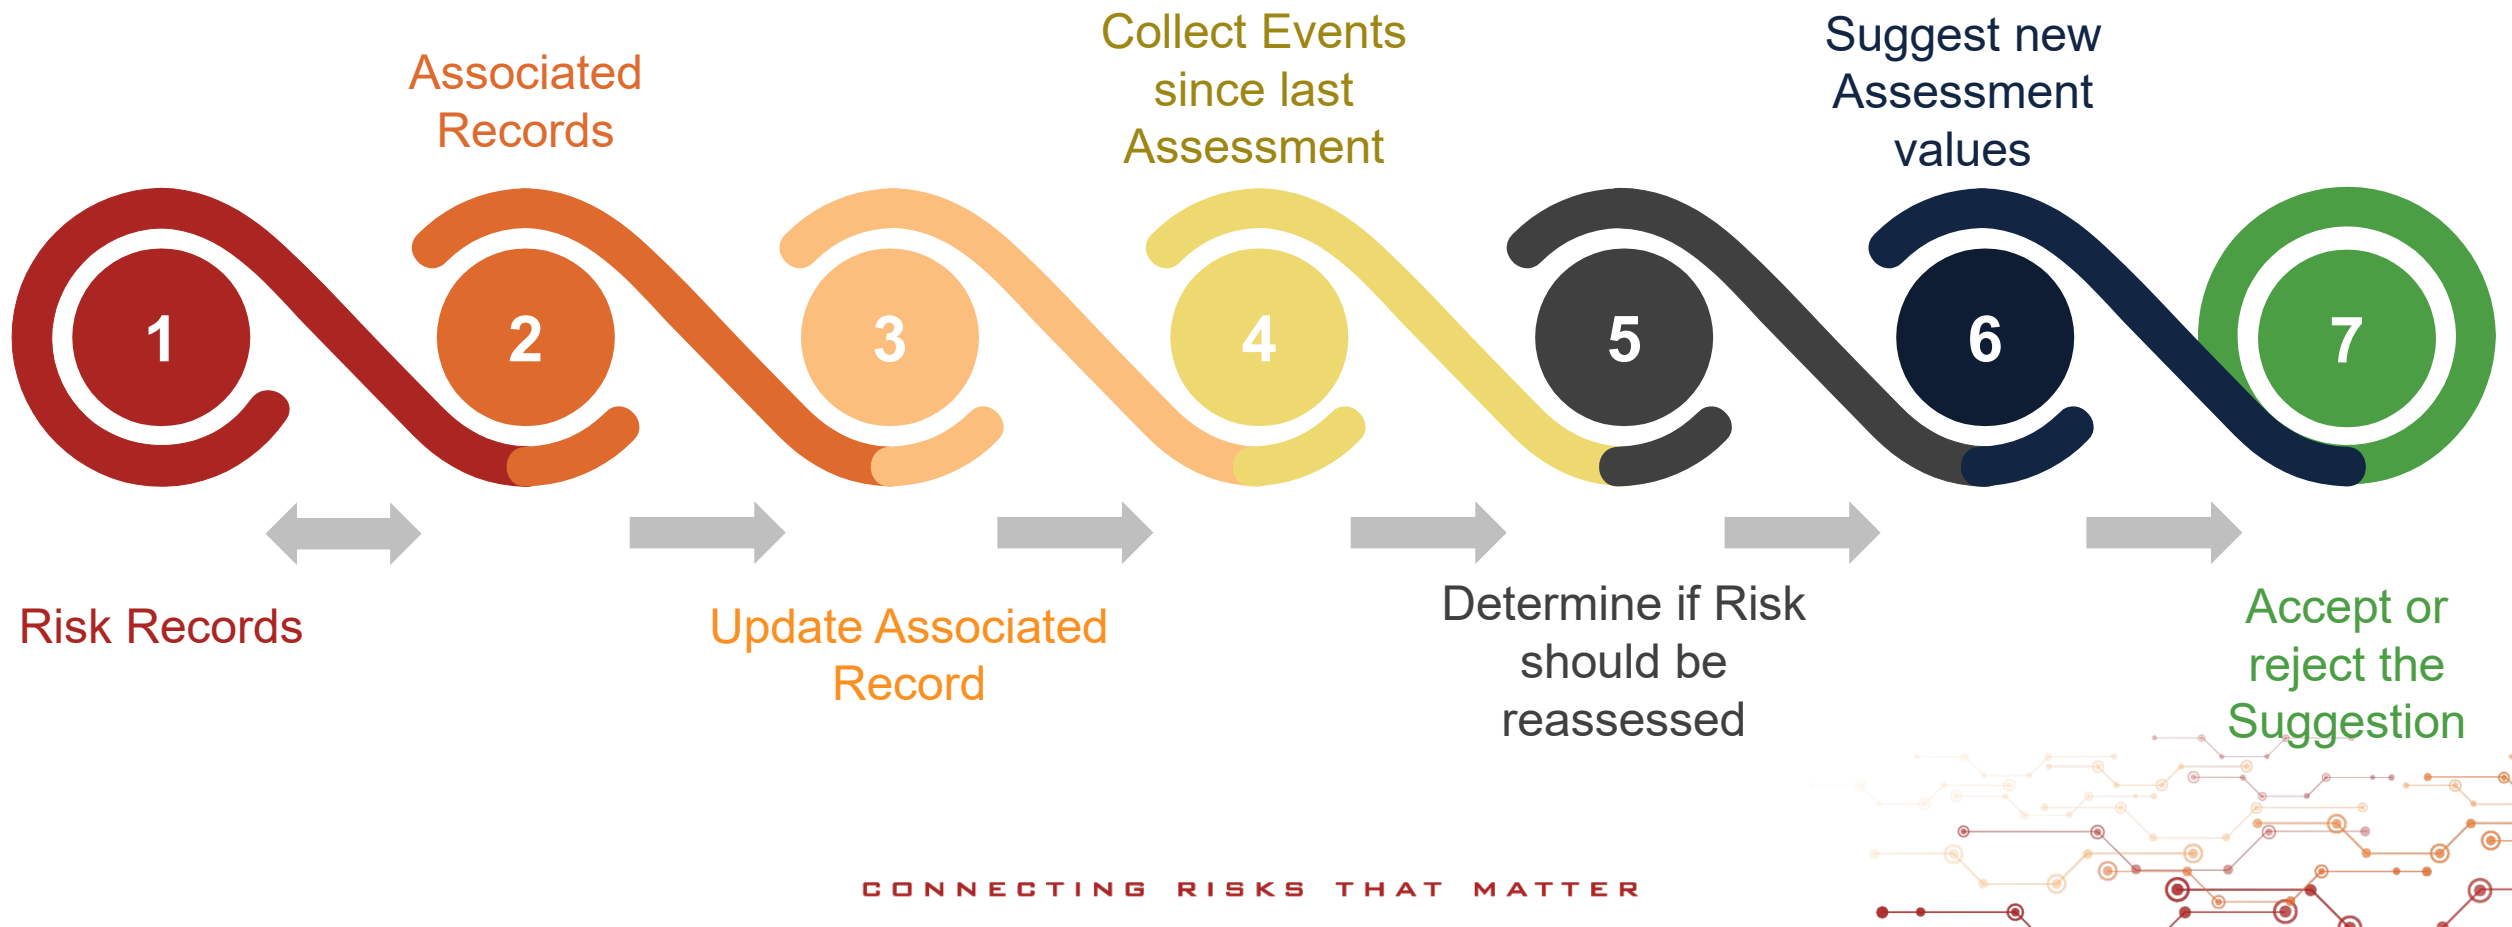 Associated
Records
Collect Events
since last
Assessment
Suggest new
Assessment
values
1
2
3
4
5
6
7
Risk Records
Update Associated
Record
Determine if Risk
should be
reassessed
Accept or
reject the
Suggestion
CONNECTING RISKS THAT MATTER